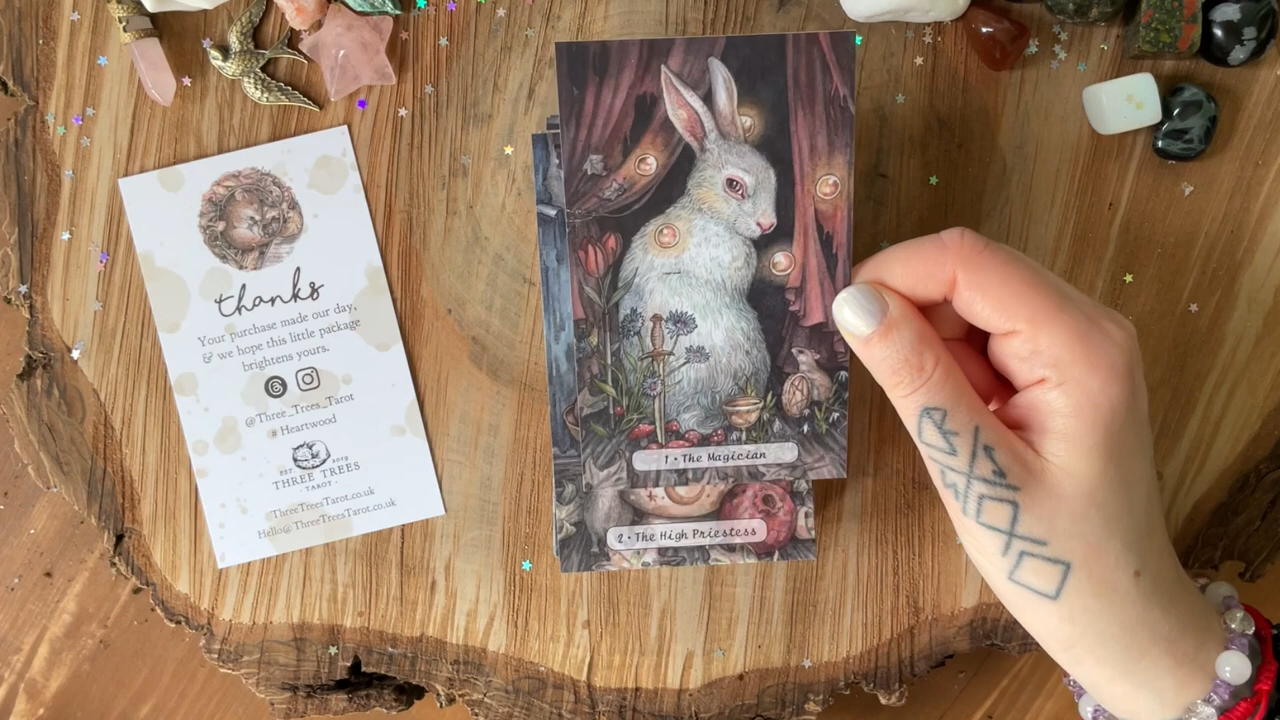 thanks
Your purchase made our day,
& we hope this little package
brightens yours.
@Three_Trees_Tarot
# Heartwood
EST. 2019
THREE TREES
· TAROT ·
ThreeTreesTarot.co.uk
Hello@ThreeTreesTarot.co.uk
1 • The Magician
2 • The High Priestess